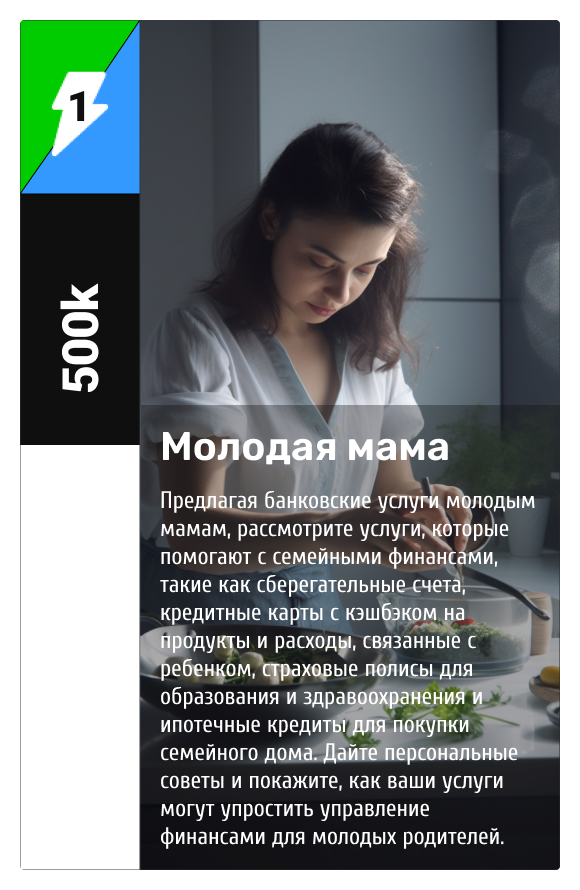 1
500k
Молодая мама
Предлагая банковские услуги молодым
мамам, рассмотрите услуги, которые
помогают с семейными финансами,
такие как сберегательные счета,
кредитные карты с кэшбэком на
продукты и расходы, связанные с
ребенком, страховые полисы для
образования и здравоохранения и
ипотечные кредиты для покупки
семейного дома. Дайте персональные
советы и покажите, как ваши услуги
могут упростить управление
финансами для молодых родителей.